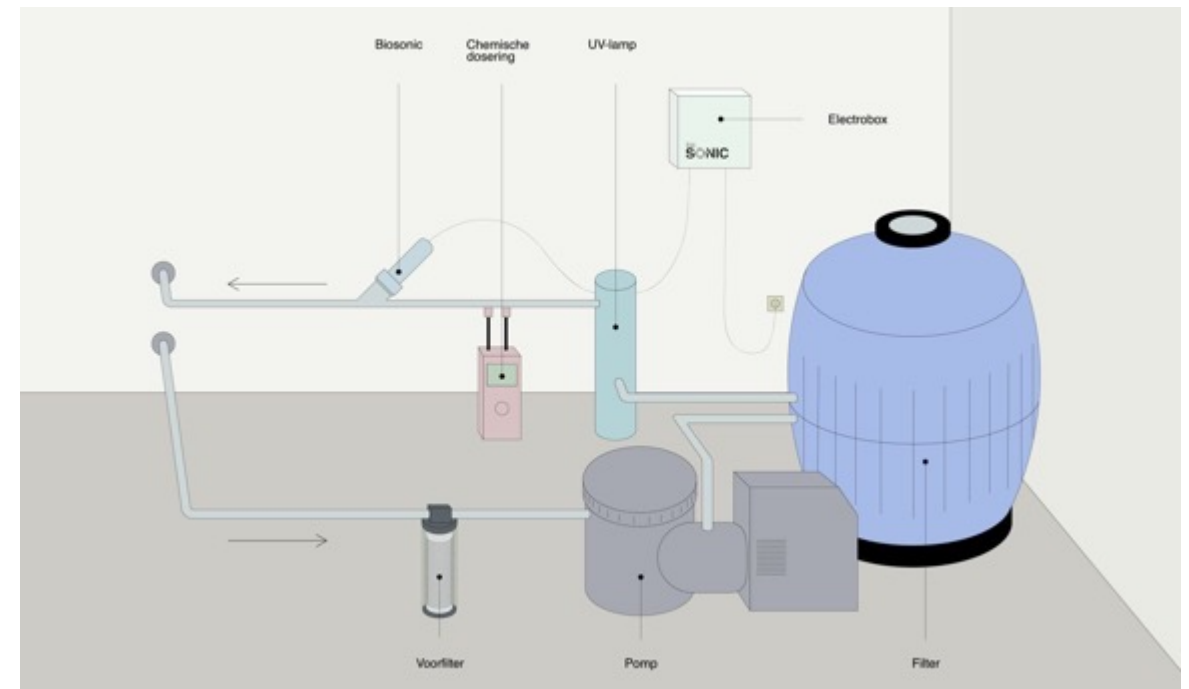 Biosonic
Chemische
dosering
UV-lamp
Electrobox
SONIC
Voorfilter
Pomp
Filter